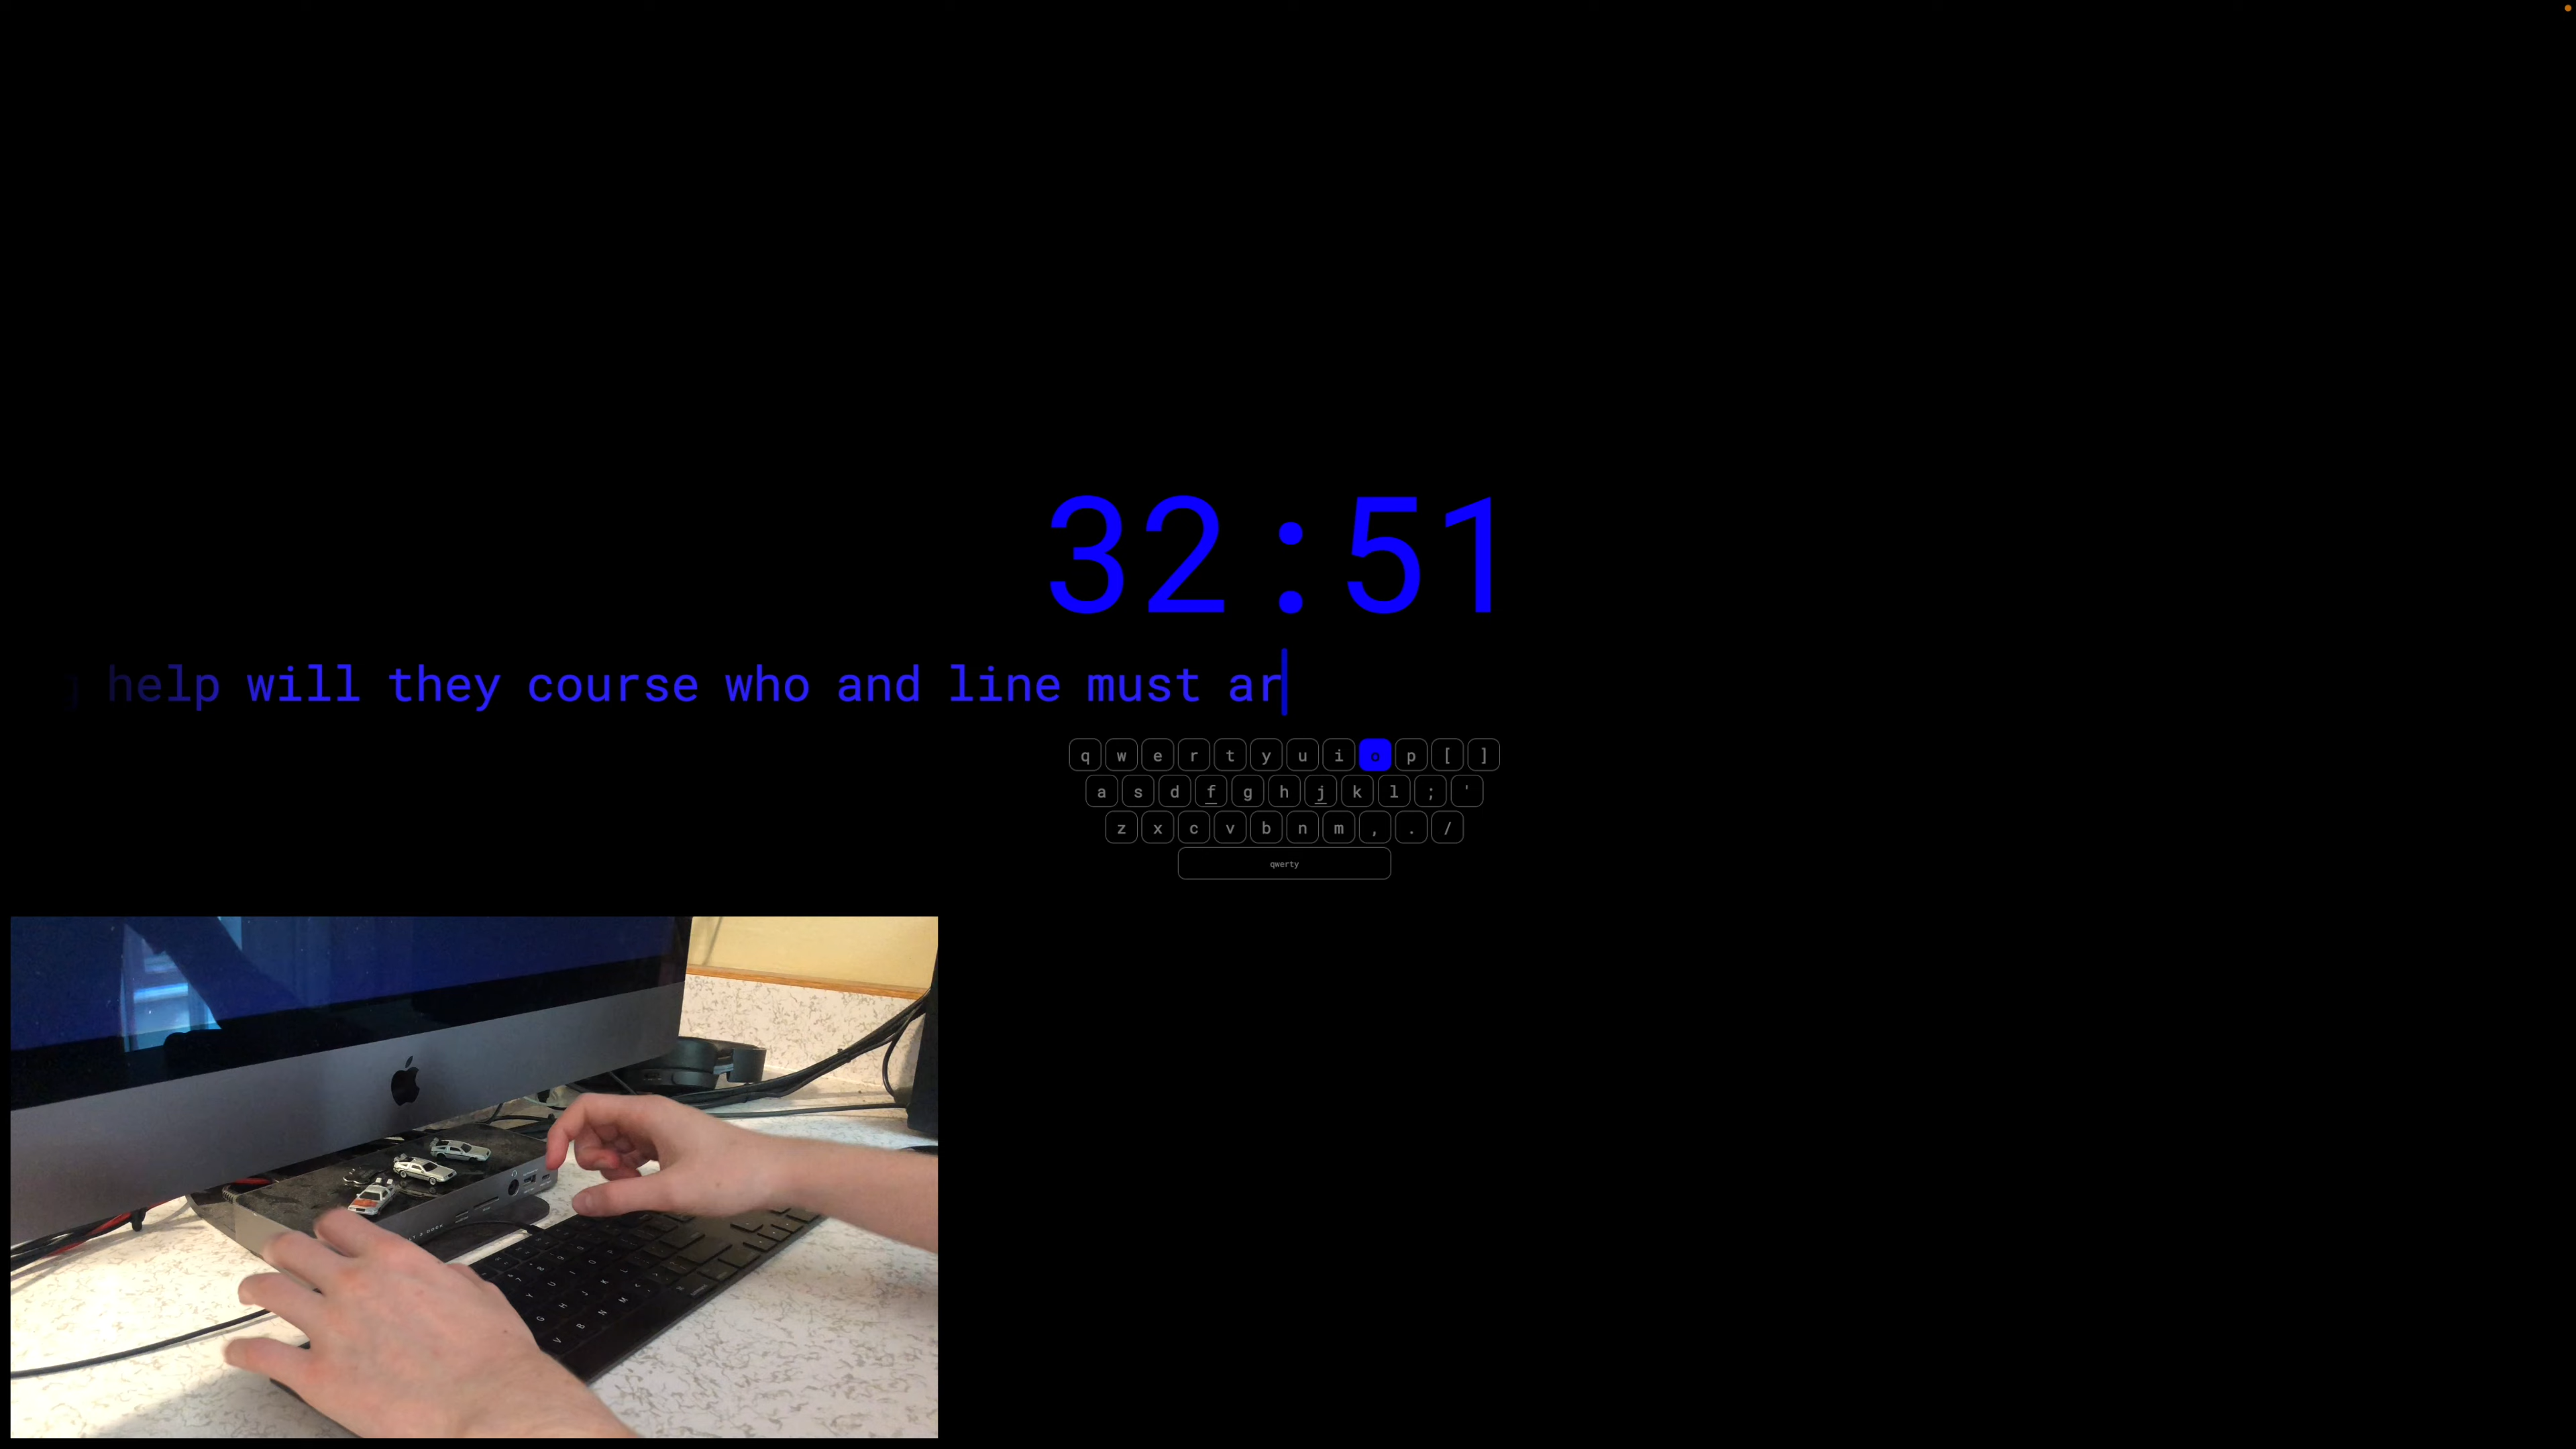 32:51
help will they course who and line must ar
q w e r t y u i o p [ ]
a s d f g h j k l ; '
z x c v b n m , . /
qwerty